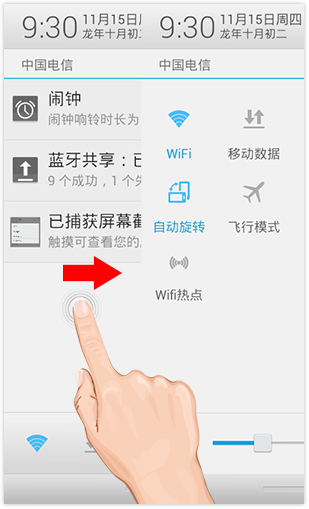 9:30 11月15日周
龙年十月初二
中国电信
闹钟
闹钟响铃时长为
蓝牙共享：已
9 个成功，1 个失
已捕获屏幕截
触摸可查看您的
9:30 11月15日周四
龙年十月初二
中国电信
WiFi
移动数据
自动旋转
飞行模式
Wifi热点